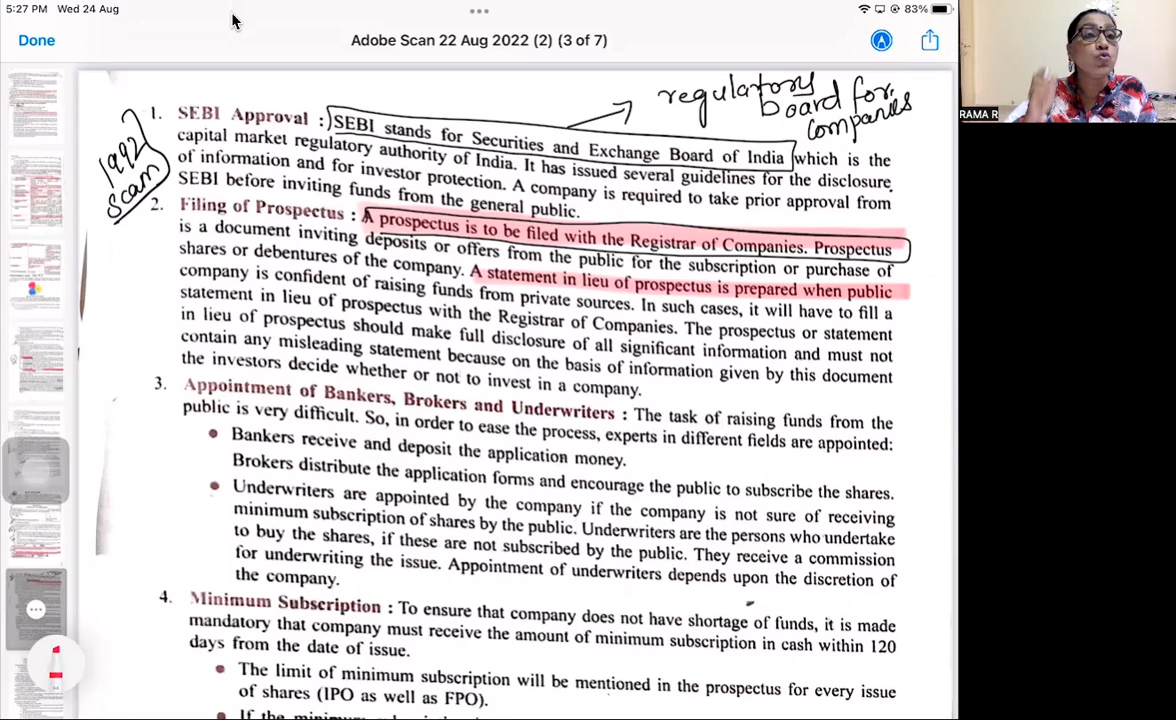 5:27 PM Wed 24 Aug
83%
Done
Adobe Scan 22 Aug 2022 (2) (3 of 7)
RAMA R
regulatory
board for
companies
1992
scam
1. SEBI Approval : SEBI stands for Securities and Exchange Board of India which is the
capital market regulatory authority of India. It has issued several guidelines for the disclosure
of information and for investor protection. A company is required to take prior approval from
SEBI before inviting funds from the general public.
2. Filing of Prospectus : A prospectus is to be filed with the Registrar of Companies. Prospectus
is a document inviting deposits or offers from the public for the subscription or purchase of
shares or debentures of the company. A statement in lieu of prospectus is prepared when public
company is confident of raising funds from private sources. In such cases, it will have to fill a
statement in lieu of prospectus with the Registrar of Companies. The prospectus or statement
in lieu of prospectus should make full disclosure of all significant information and must not
contain any misleading statement because on the basis of information given by this document
the investors decide whether or not to invest in a company.
3. Appointment of Bankers, Brokers and Underwriters : The task of raising funds from the
public is very difficult. So, in order to ease the process, experts in different fields are appointed:
• Bankers receive and deposit the application money.
Brokers distribute the application forms and encourage the public to subscribe the shares.
• Underwriters are appointed by the company if the company is not sure of receiving
minimum subscription of shares by the public. Underwriters are the persons who undertake
to buy the shares, if these are not subscribed by the public. They receive a commission
for underwriting the issue. Appointment of underwriters depends upon the discretion of
the company.
4. Minimum Subscription : To ensure that company does not have shortage of funds, it is made
mandatory that company must receive the amount of minimum subscription in cash within 120
days from the date of issue.
• The limit of minimum subscription will be mentioned in the prospectus for every issue
of shares (IPO as well as FPO).
• If the